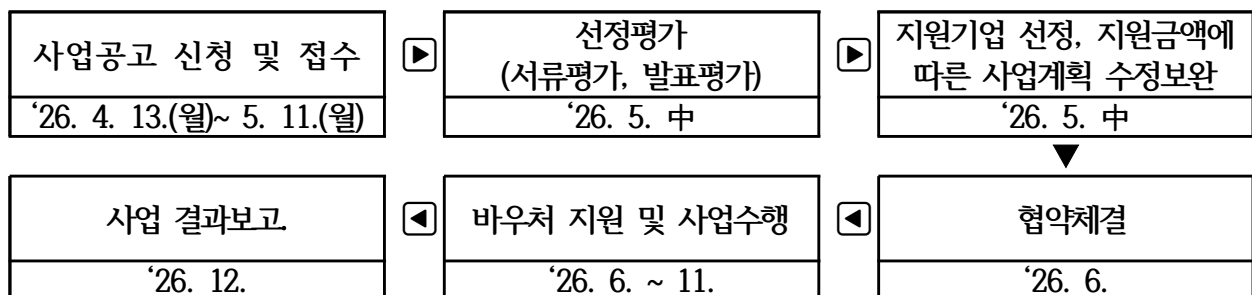 사업공고 신청 및 접수
'26. 4. 13.(월)~ 5. 11.(월)
선정평가
(서류평가, 발표평가)
'26. 5. 中
지원기업 선정, 지원금액에
따른 사업계획 수정보완
'26. 5. 中
협약체결
'26. 6.
바우처 지원 및 사업수행
'26. 6. ~ 11.
사업 결과보고.
'26. 12.